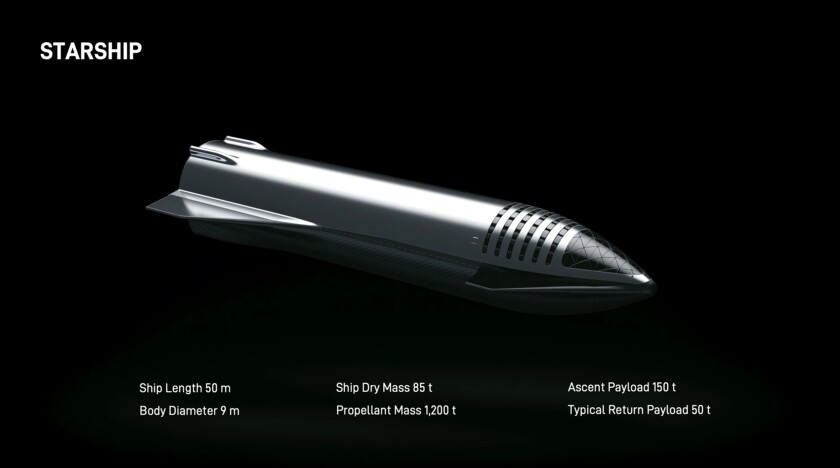 STARSHIP
Ship Length 50 m
Body Diameter 9 m
Ship Dry Mass 85 t
Propellant Mass 1,200 t
Ascent Payload 150 t
Typical Return Payload 50 t